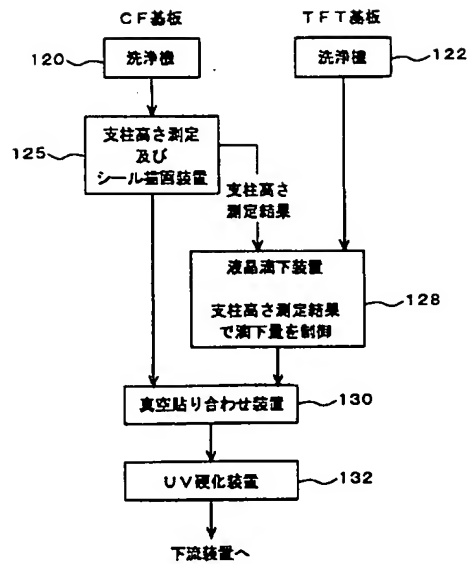 CF基板
TFT基板
120
洗浄機
洗浄機
122
125
支柱高さ測定
及び
シール描画装置
支柱高さ
測定結果
液晶滴下装置
支柱高さ測定結果
で滴下量を制御
128
真空貼り合わせ装置
130
UV硬化装置
132
下流装置へ